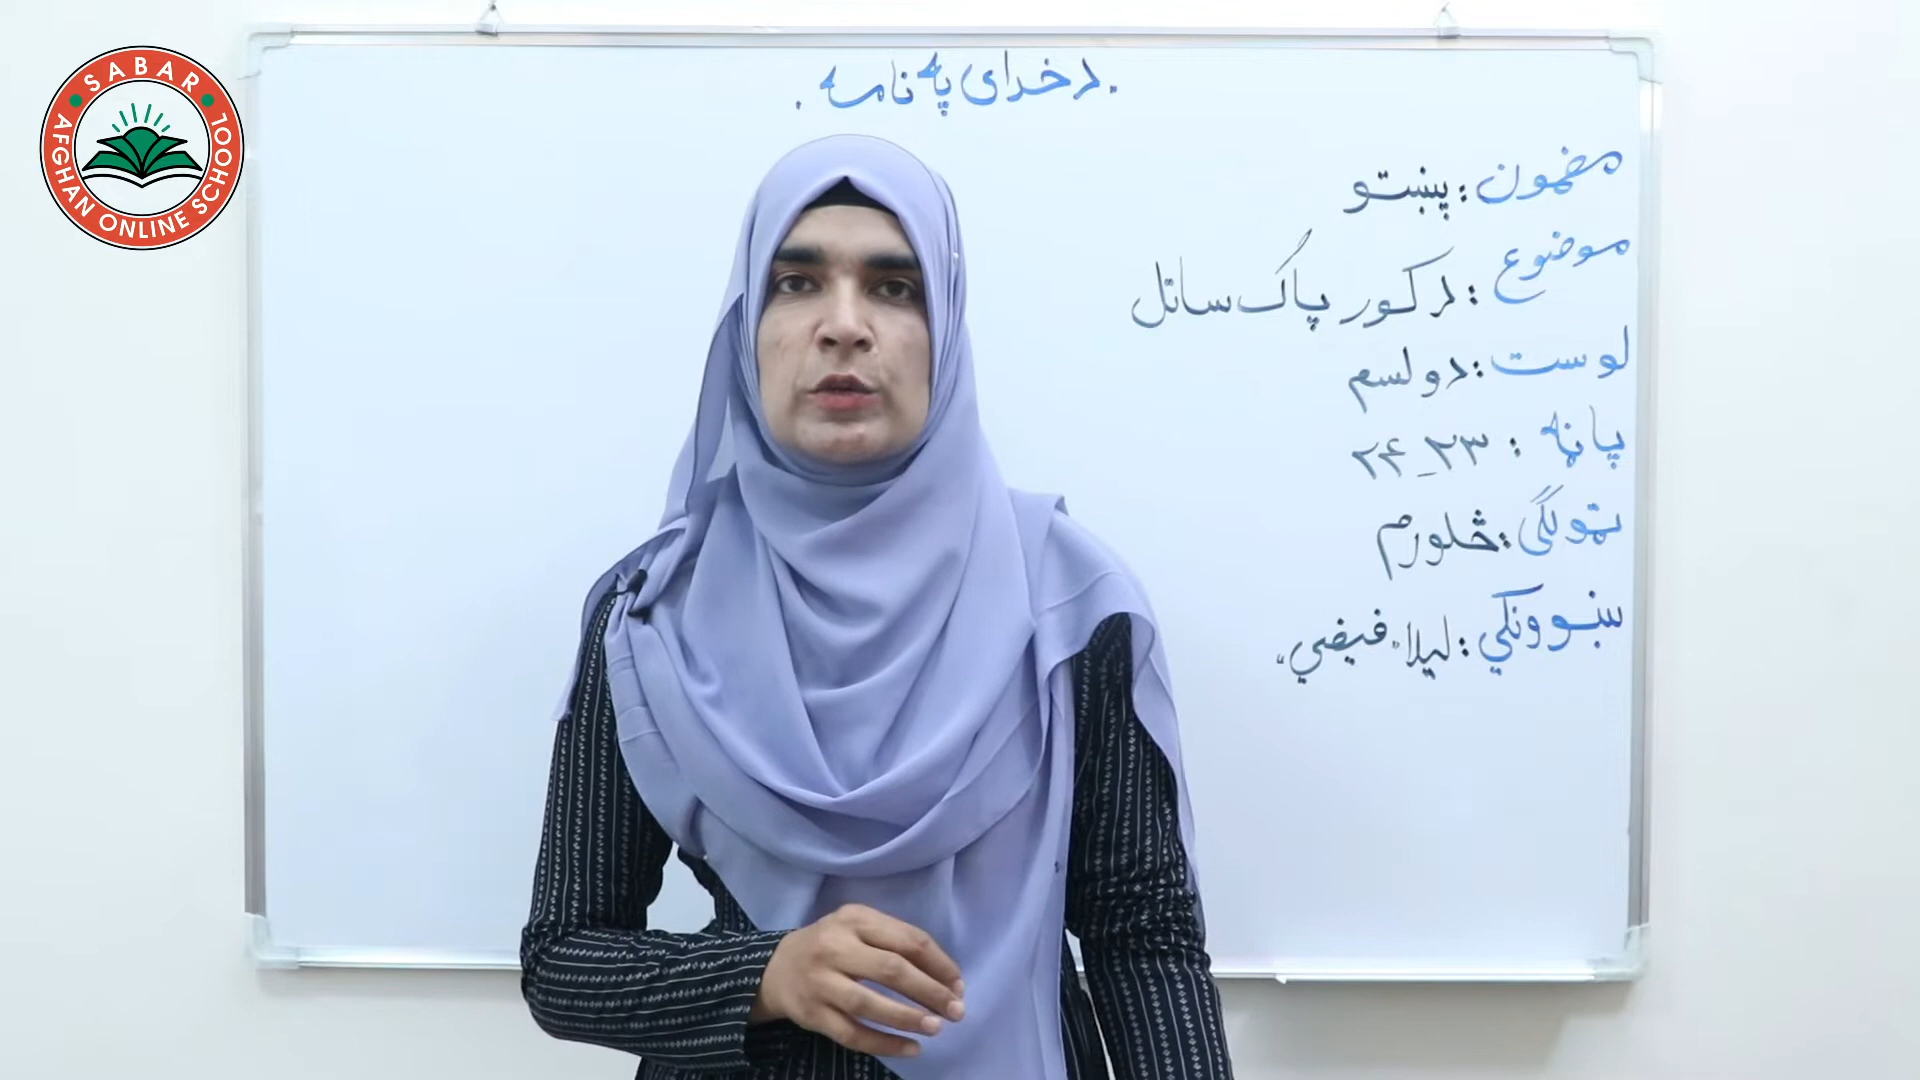 SABAR
AFGHAN ONLINE SCHOOL
. د خدای په نامه .
مضمون : پښتو
موضوع : د کور پاک ساتل
لوست : دولسم
پاڼه : ۲۳_۲۴
ټولګی : څلورم
ښوونکي : لیلا "فیضي"